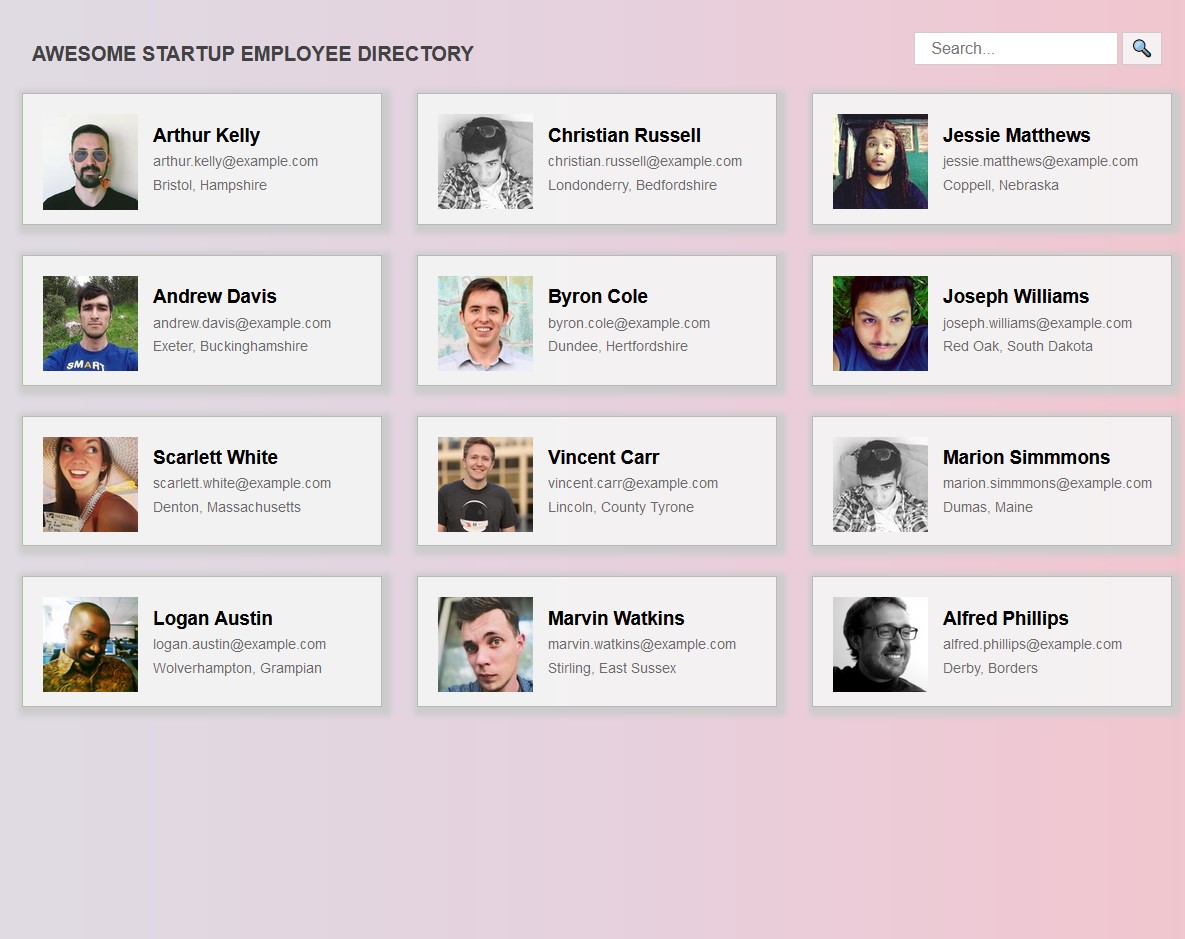 AWESOME STARTUP EMPLOYEE DIRECTORY
Search...
Arthur Kelly
arthur.kelly@example.com
Bristol, Hampshire
Christian Russell
christian.russell@example.com
Londonderry, Bedfordshire
Jessie Matthews
jessie.matthews@example.com
Coppell, Nebraska
Andrew Davis
andrew.davis@example.com
Exeter, Buckinghamshire
SMART
Byron Cole
byron.cole@example.com
Dundee, Hertfordshire
Joseph Williams
joseph.williams@example.com
Red Oak, South Dakota
Scarlett White
scarlett.white@example.com
Denton, Massachusetts
Vincent Carr
vincent.carr@example.com
Lincoln, County Tyrone
Marion Simmmons
marion.simmmons@example.com
Dumas, Maine
Logan Austin
logan.austin@example.com
Wolverhampton, Grampian
Marvin Watkins
marvin.watkins@example.com
Stirling, East Sussex
Alfred Phillips
alfred.phillips@example.com
Derby, Borders